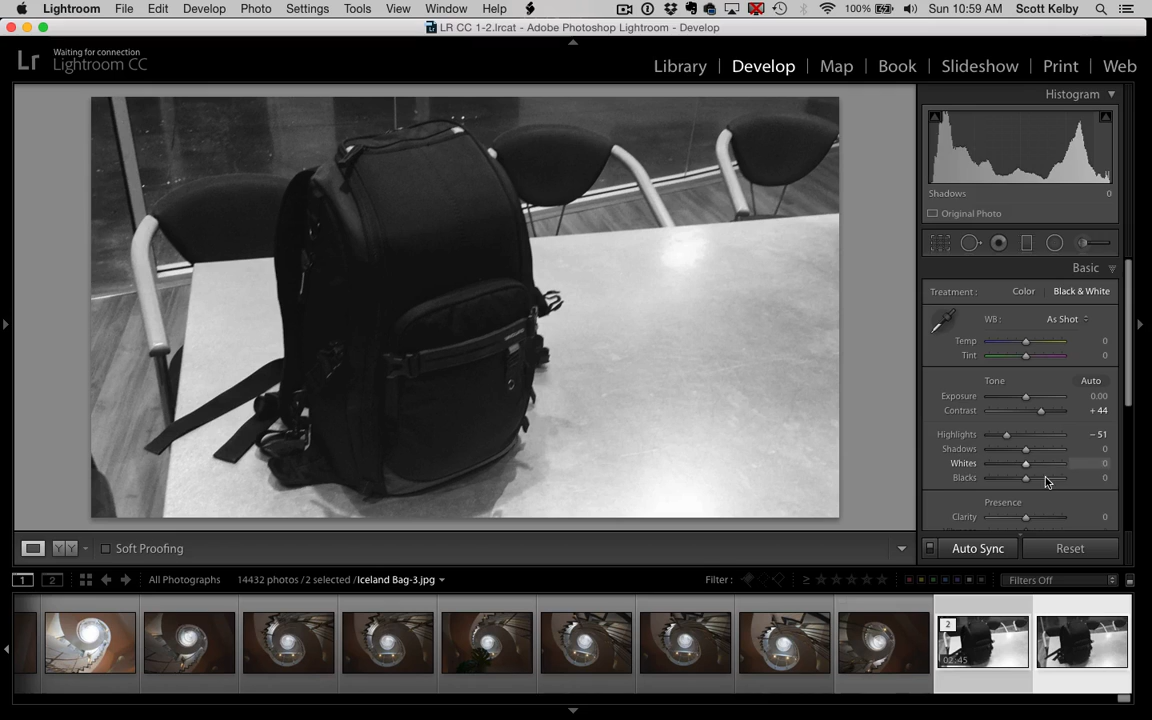 Lightroom File Edit Develop Photo Settings Tools View Window Help 100% Sun 10:59 AM Scott Kelby
LR CC 1-2.lrcat - Adobe Photoshop Lightroom - Develop
Lr
Waiting for connection
Lightroom CC
Library | Develop | Map | Book | Slideshow | Print | Web
Histogram
Shadows 0
Original Photo
Basic
Treatment : Color Black & White
WB : As Shot
Temp 0
Tint 0
Tone Auto
Exposure 0.00
Contrast + 44
Highlights − 51
Shadows 0
Whites 0
Blacks 0
Presence
Clarity 0
YY Soft Proofing Auto Sync Reset
1 2 All Photographs 14432 photos / 2 selected / Iceland Bag-3.jpg Filter : ≥ Filters Off
2
02:45